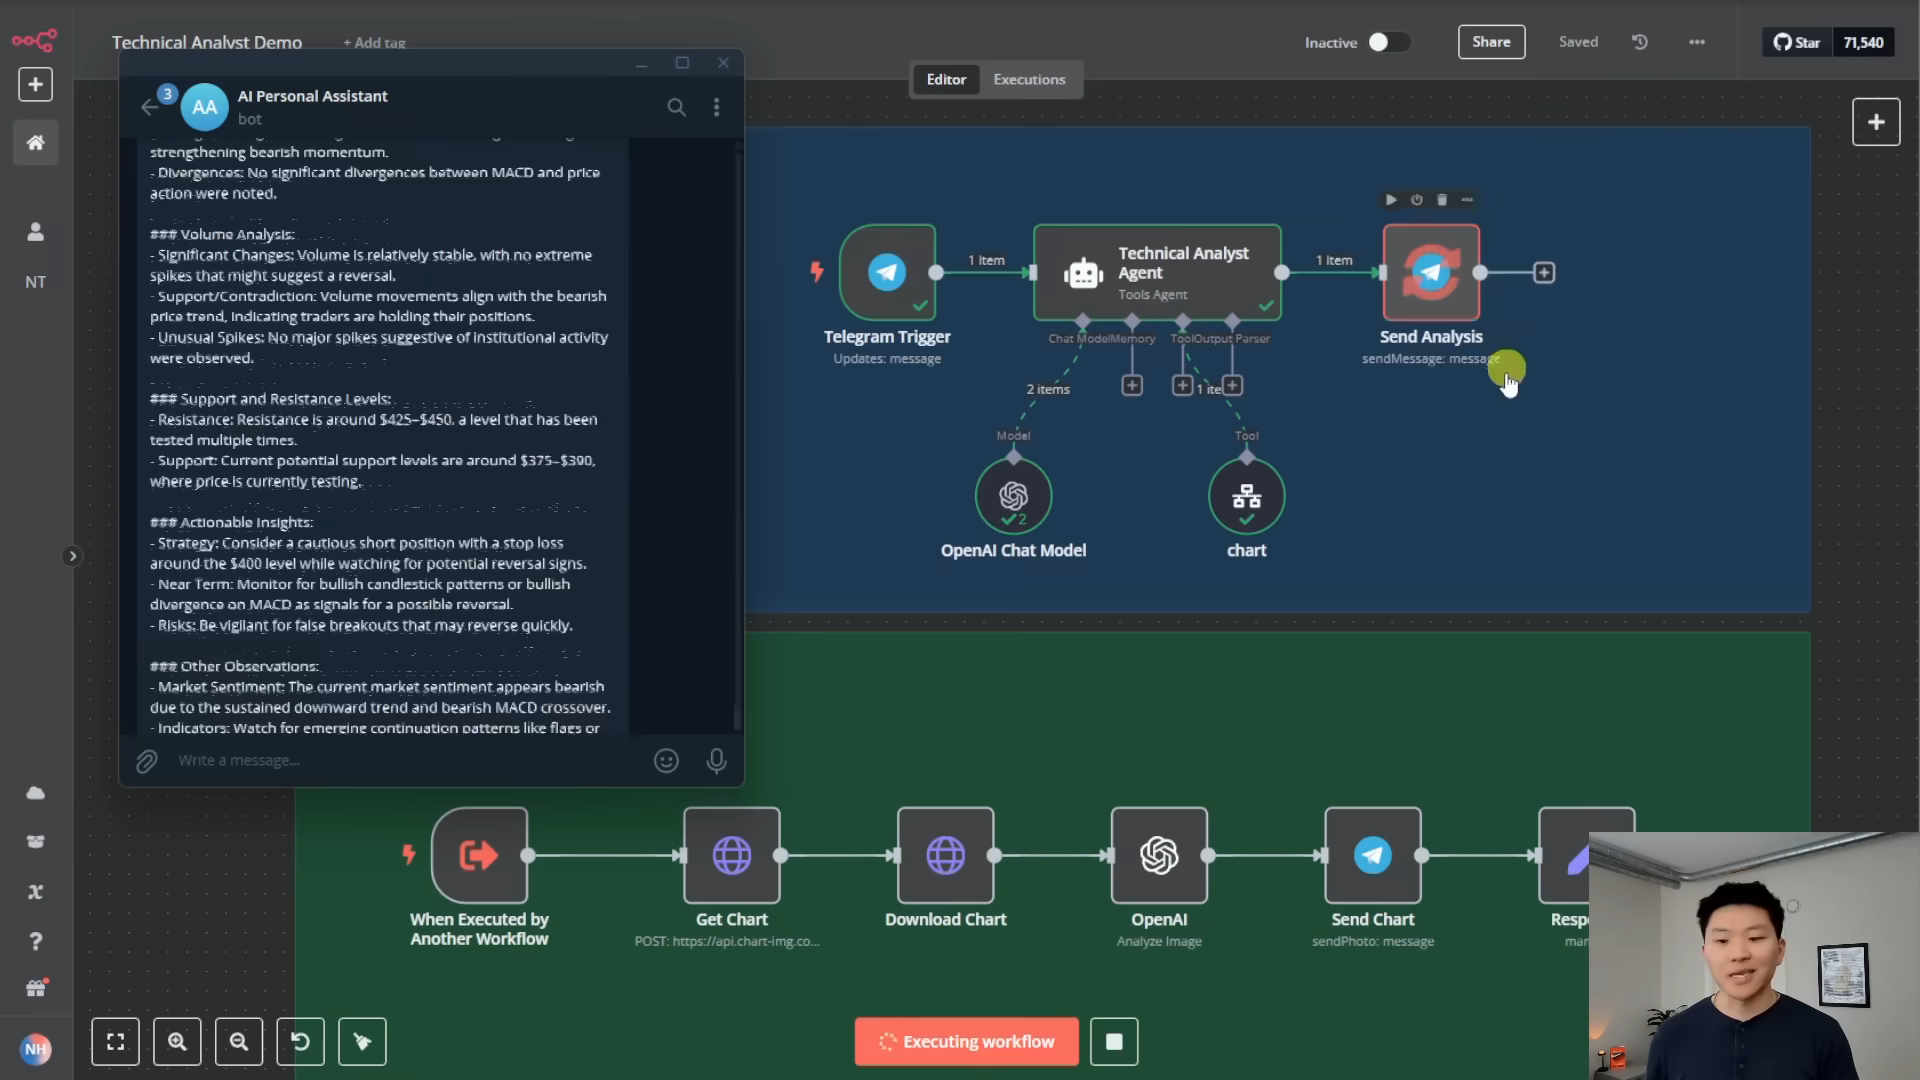 Technical Analyst Demo
+ Add tag
Inactive
Share
Saved
Star
71,540
Editor
Executions
3
AA
AI Personal Assistant
bot
strengthening bearish momentum.
- Divergences: No significant divergences between MACD and price
action were noted.
### Volume Analysis:
- Significant Changes: Volume is relatively stable, with no extreme
spikes that might suggest a reversal.
- Support/Contradiction: Volume movements align with the bearish
price trend, indicating traders are holding their positions.
- Unusual Spikes: No major spikes suggestive of institutional activity
were observed.
### Support and Resistance Levels:
- Resistance: Resistance is around $425–$450, a level that has been
tested multiple times.
- Support: Current potential support levels are around $375–$390,
where price is currently testing.
### Actionable Insights:
- Strategy: Consider a cautious short position with a stop loss
around the $400 level while watching for potential reversal signs.
- Near Term: Monitor for bullish candlestick patterns or bullish
divergence on MACD as signals for a possible reversal.
- Risks: Be vigilant for false breakouts that may reverse quickly.
### Other Observations:
- Market Sentiment: The current market sentiment appears bearish
due to the sustained downward trend and bearish MACD crossover.
- Indicators: Watch for emerging continuation patterns like flags or
Write a message...
NT
NH
1 item
Technical Analyst
Agent
Tools Agent
1 item
Telegram Trigger
Updates: message
Chat Model
Memory
Tool
Output Parser
Send Analysis
sendMessage: message
2 items
1 ite
Model
Tool
2
OpenAI Chat Model
chart
When Executed by
Another Workflow
Get Chart
POST: https://api.chart-img.co...
Download Chart
OpenAI
Analyze Image
Send Chart
sendPhoto: message
Resp
man
Executing workflow